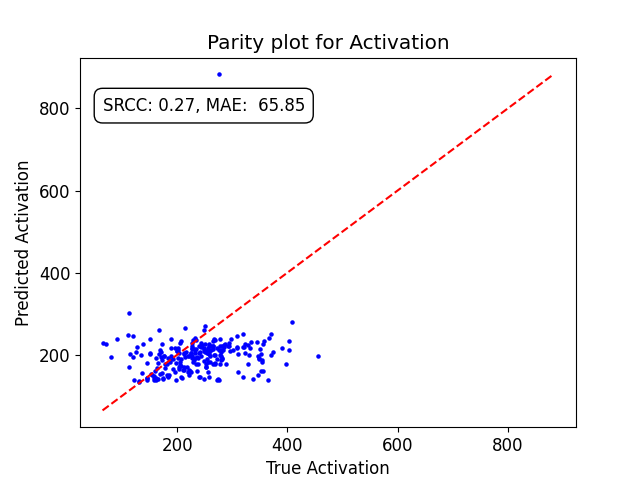 Parity plot for Activation
SRCC: 0.27, MAE:  65.85
Predicted Activation
800
600
400
200
200 400 600 800
True Activation